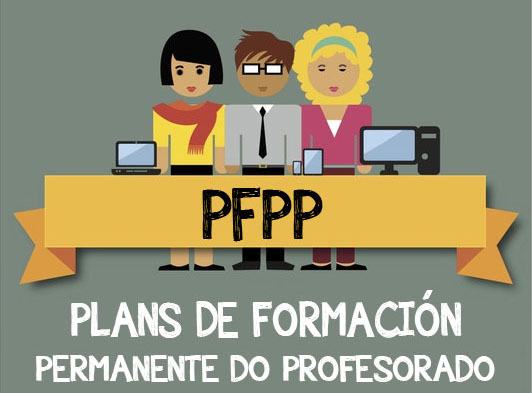 PFPP
PLANS DE FORMACIÓN
PERMANENTE DO PROFESORADO